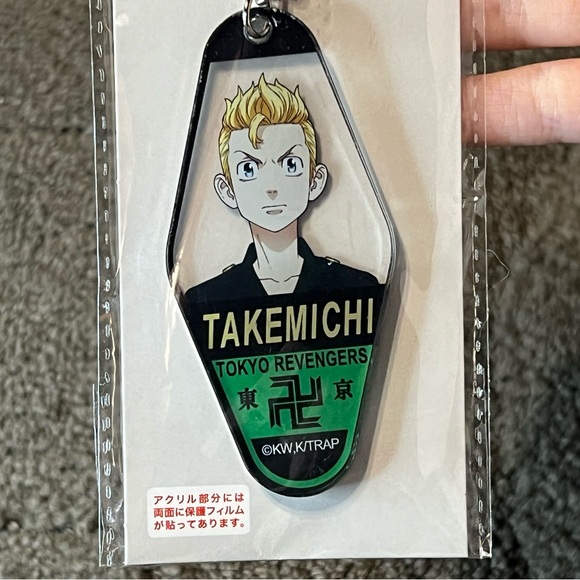 TAKEMICHI
TOKYO REVENGERS
東 卍 京
©KW,K/TRAP
アクリル部分には
両面に保護フィルム
が貼ってあります。